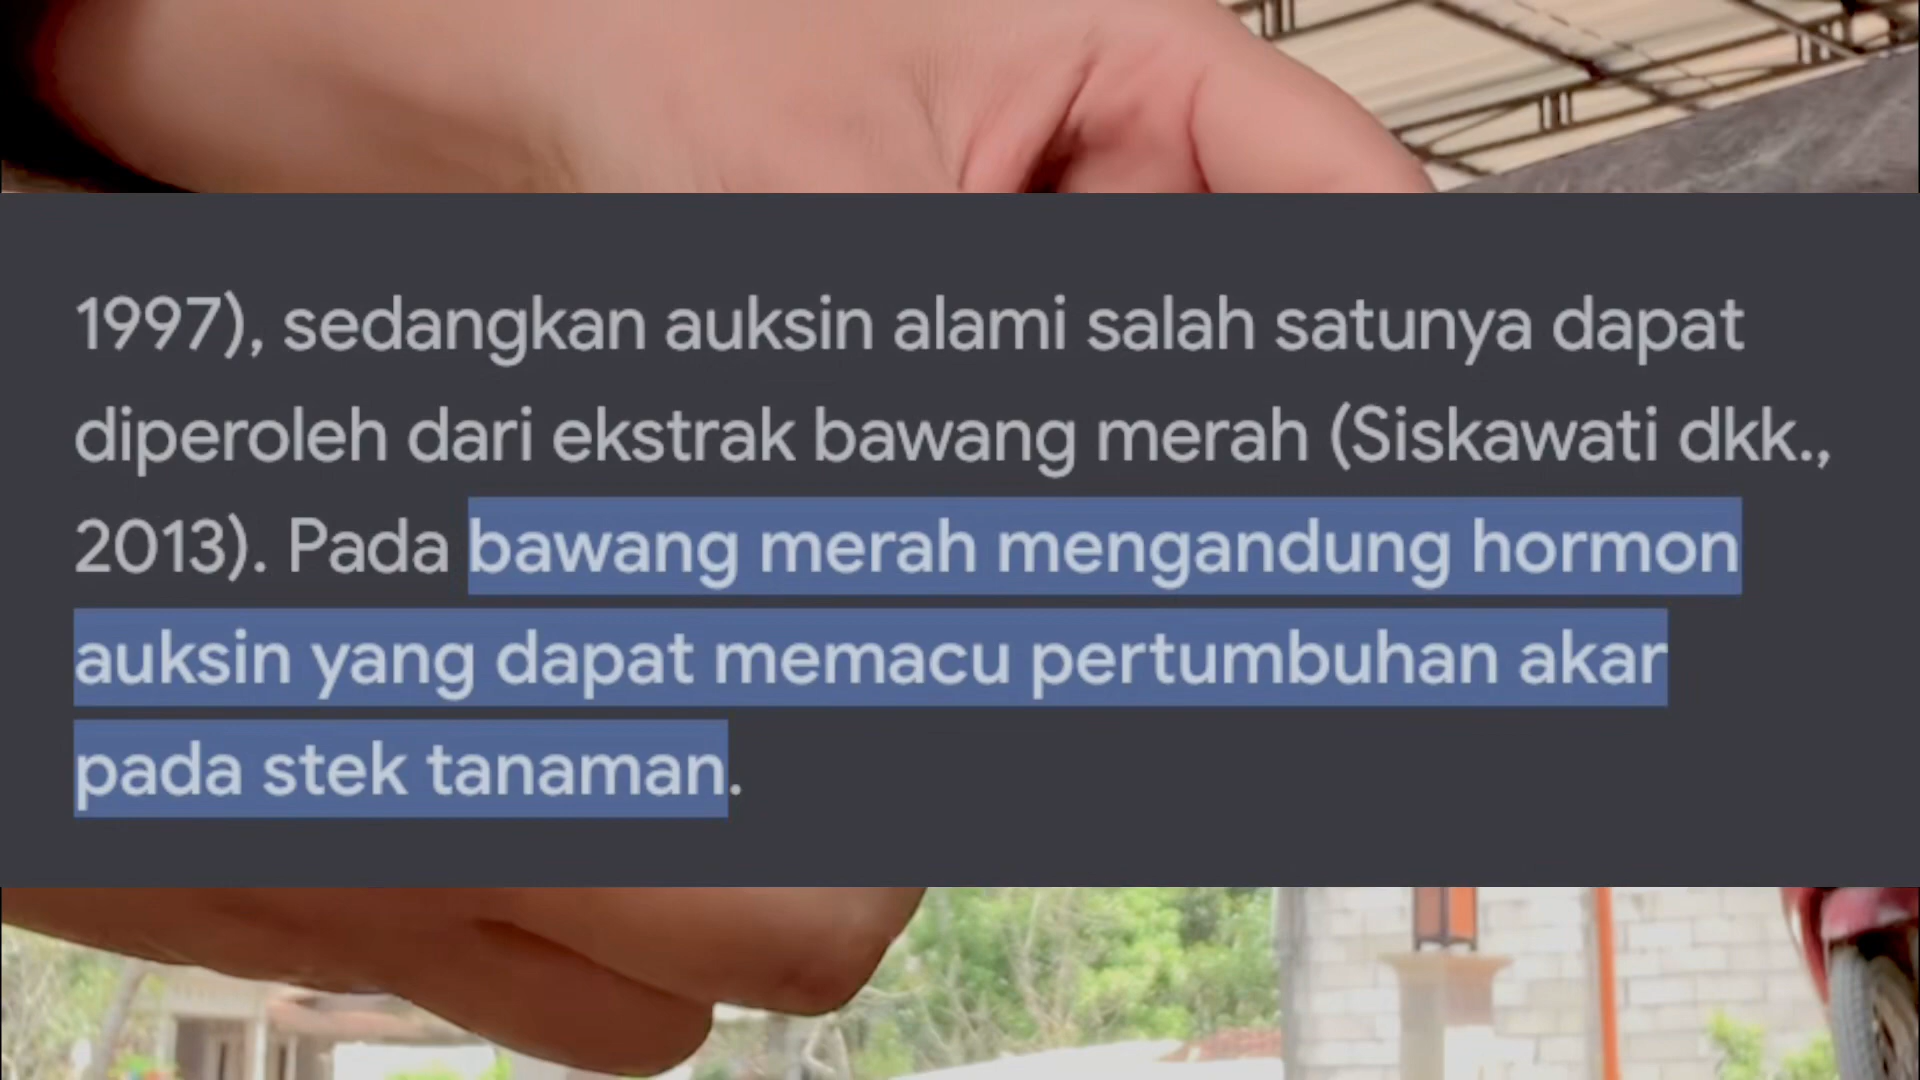 1997), sedangkan auksin alami salah satunya dapat
diperoleh dari ekstrak bawang merah (Siskawati dkk.,
2013). Pada bawang merah mengandung hormon
auksin yang dapat memacu pertumbuhan akar
pada stek tanaman.